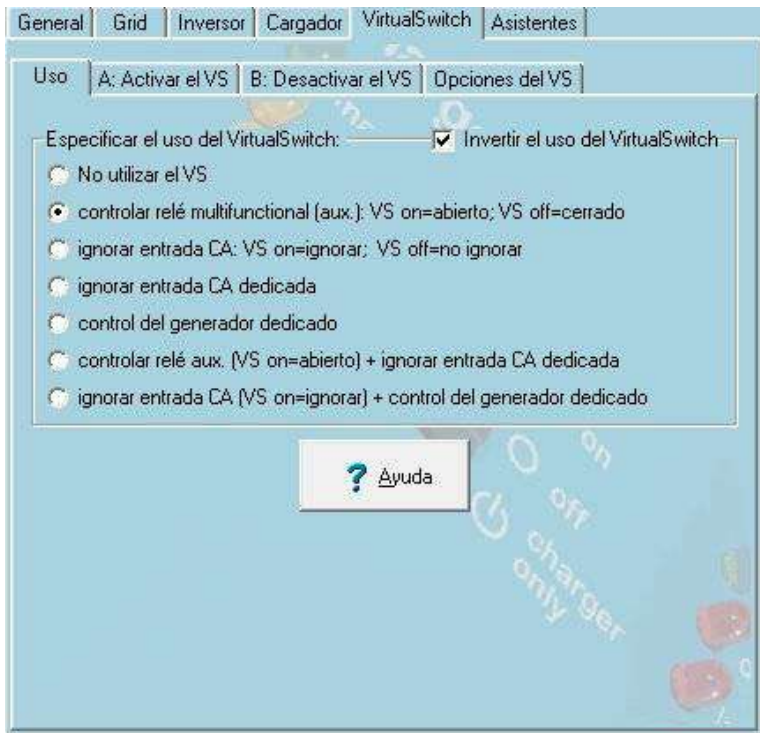 General Grid Inversor Cargador VirtualSwitch Asistentes
Uso A: Activar el VS B: Desactivar el VS Opciones del VS
Especificar el uso del VirtualSwitch: Invertir el uso del VirtualSwitch
No utilizar el VS
controlar relé multifunctional (aux.): VS on=abierto; VS off=cerrado
ignorar entrada CA: VS on=ignorar; VS off=no ignorar
ignorar entrada CA dedicada
control del generador dedicado
controlar relé aux. (VS on=abierto) + ignorar entrada CA dedicada
ignorar entrada CA (VS on=ignorar) + control del generador dedicado
? Ayuda
on
off
charger
only